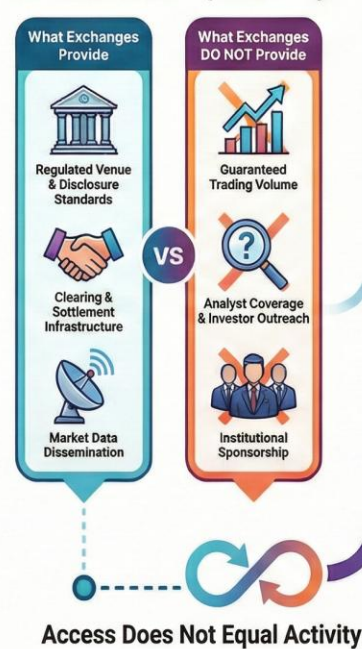 What Exchanges
Provide
Regulated Venue
& Disclosure
Standards
Clearing &
Sottlement
Infrastructure
Market Data
Dissemination
VS
What Exchanges
DO NOT Provide
Guaranteed
Trading Volume
?
Analyst Coverage
& Investor Outreach
Institutional
Sponsorship
Access Does Not Equal Activity